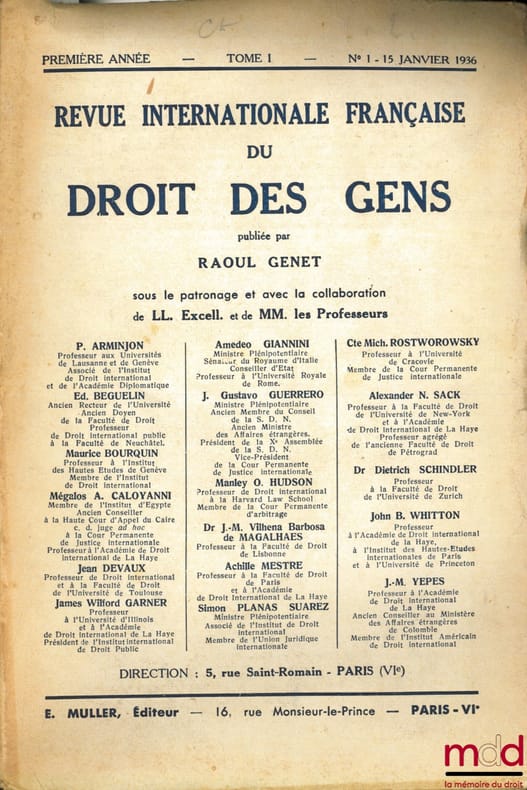 PREMIÈRE ANNÉE — TOME 1 — Nº 1 - 15 JANVIER 1936
REVUE INTERNATIONALE FRANÇAISE
DU
DROIT DES GENS
publiée par
RAOUL GENET
sous le patronage et avec la collaboration
de LL. Excell. et de MM. les Professeurs
P. ARMINJON
Professeur aux Universités
de Lausanne et de Genève
Associé de l'Institut
de Droit international
et de l'Académie Diplomatique
Ed. BEGUELIN
Ancien Recteur de l'Université
Ancien Doyen
de la Faculté de Droit
Professeur
de Droit international public
à la Faculté de Neuchâtel,
Maurice BOURQUIN
Professeur à l'Institut
des Hautes Etudes de Genève
Membre de l'Institut
de Droit international
Mégalos A. CALOYANNI
Membre de l'Institut d'Egypte
Ancien Conseiller
à la Haute Cour d'Appel du Caire
c. d. juge ad hoc
à la Cour Permanente
de Justice internationale
Professeur à l'Académie de Droit
international de La Haye
Jean DEVAUX
Professeur de Droit international
et à la Faculté de Droit
de l'Université de Toulouse
James Wilford GARNER
Professeur à l'Université
d'Illinois
et à l'Académie
de Droit international de La Haye
Président de l'Institut international
de Droit Public
Amedeo GIANNINI
Ministre Plénipotentiaire
Sénateur du Royaume d'Italie
Conseiller d'Etat
Professeur à l'Université Royale
de Rome.
J. Gustavo GUERRERO
Ministre Plénipotentiaire
Ancien Membre du Conseil
de la S. D. N.
Ancien Ministre
des Affaires étrangères.
Président de la Xe Assemblée
de la S. D. N.
Vice-Président
de la Cour Permanente
de Justice internationale
Manley O. HUDSON
Professeur de Droit international
à la Harvard Law School
Membre de la Cour Permanente
d'arbitrage
Dr J.-M. Vilhena Barbosa
de MAGALHAES
Professeur à la Faculté de Droit
de Lisbonne
Achille MESTRE
Professeur à la Faculté de Droit
de Paris
et à l'Académie
de Droit international de La Haye
Simon PLANAS SUAREZ
Ministre Plénipotentiaire
Associé de l'Institut de Droit
international
Membre de l'Union Juridique
internationale
Cte Mich. ROSTWOROWSKY
Professeur à l'Université
de Cracovie
Membre de la Cour Permanente
de Justice internationale
Alexander N. SACK
Professeur à la Faculté de Droit
de l'Université de New-York
et à l'Académie
de Droit international de La Haye
Professeur agrégé
de l'ancienne Faculté de Droit
de Pétrograd
Dr Dietrich SCHINDLER
Professeur
à la Faculté de Droit
de l'Université de Zurich
John B. WHITTON
Professeur
à l'Académie de Droit international
de la Haye,
à l'Institut des Hautes-Etudes
internationales de Paris
et à l'Université de Princeton
J.-M. YEPES
Professeur à l'Académie
de Droit international
de La Haye
Ancien Conseiller au Ministère
des Affaires étrangères
de Colombie
Membre de l'Institut Américain
de Droit international
DIRECTION : 5, rue Saint-Romain - PARIS (VIe)
E. MULLER, Éditeur — 16, rue Monsieur-le-Prince — PARIS - VIe
mdd
la mémoire du droit